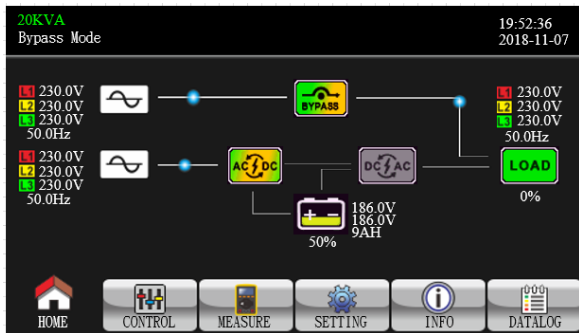 20KVA
Bypass Mode
19:52:36
2018-11-07
L1 230.0V
L2 230.0V
L3 230.0V
50.0Hz
BYPASS
L1 230.0V
L2 230.0V
L3 230.0V
50.0Hz
L1 230.0V
L2 230.0V
L3 230.0V
50.0Hz
AC DC
DC AC
LOAD
0%
186.0V
186.0V
9AH
50%
HOME
CONTROL
MEASURE
SETTING
INFO
DATALOG